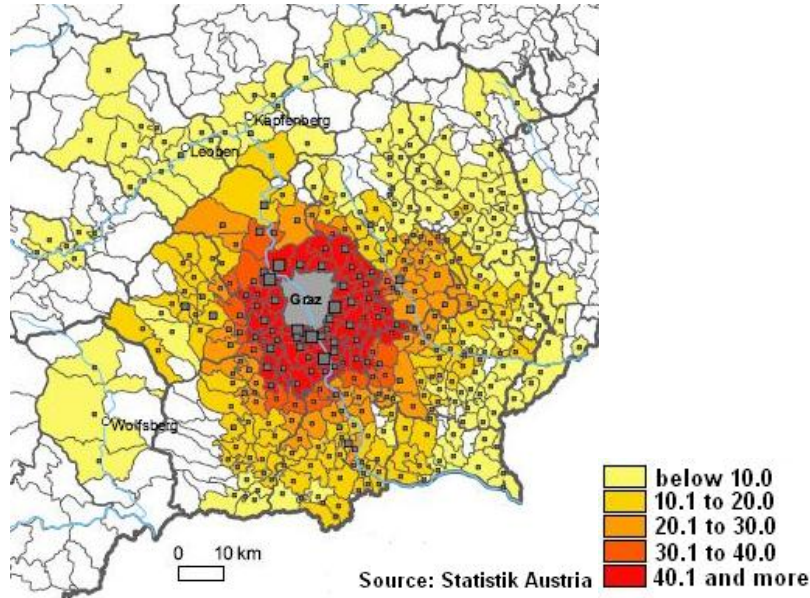 Kapfenberg
Leoben
Graz
Wolfsberg
0 10 km
Source: Statistik Austria
below 10.0
10.1 to 20.0
20.1 to 30.0
30.1 to 40.0
40.1 and more